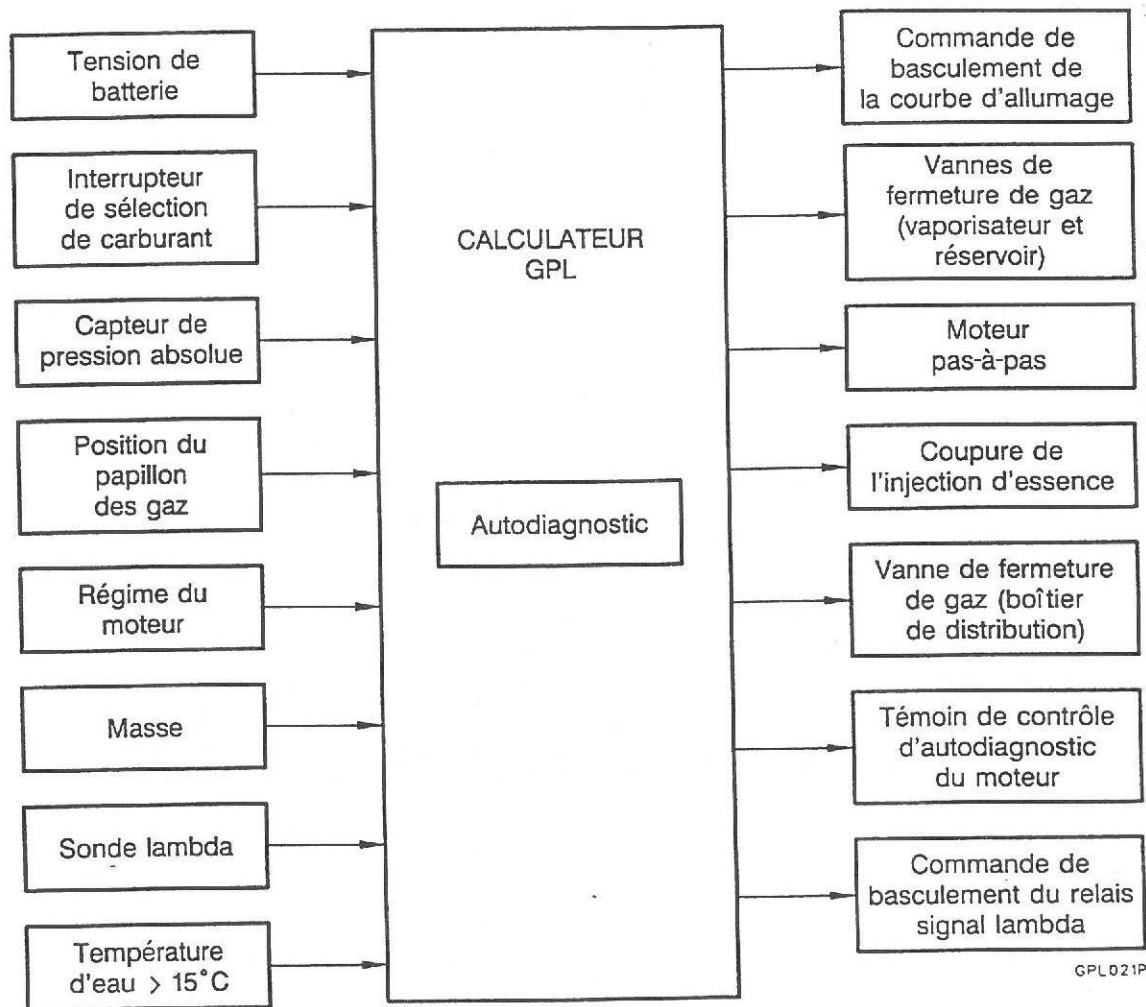 Tension de
batterie
Interrupteur
de sélection
de carburant
Capteur de
pression absolue
Position du
papillon
des gaz
Régime du
moteur
Masse
Sonde lambda
Température
d'eau > 15°C
CALCULATEUR
GPL
Autodiagnostic
Commande de
basculement de
la courbe d'allumage
Vannes de
fermeture de gaz
(vaporisateur et
réservoir)
Moteur
pas-à-pas
Coupure de
l'injection d'essence
Vanne de fermeture
de gaz (boîtier
de distribution)
Témoin de contrôle
d'autodiagnostic
du moteur
Commande de
basculement du relais
signal lambda
GPL021P